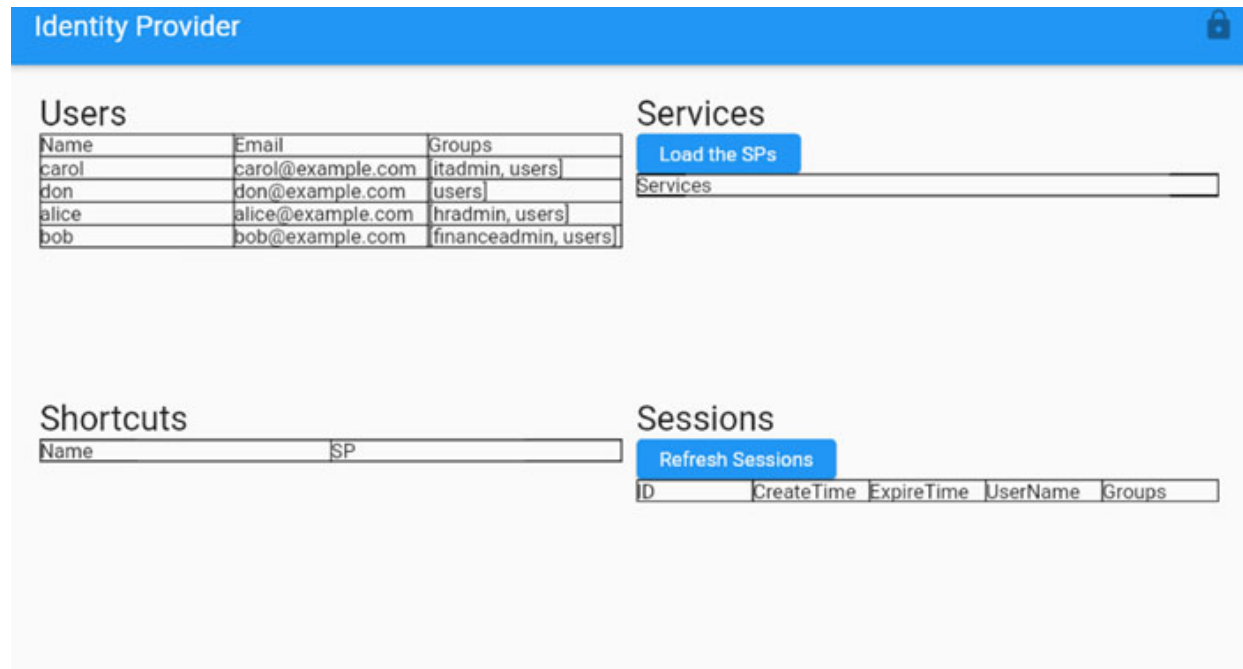 Identity Provider
Users
Name Email Groups
carol carol@example.com [itadmin, users]
don don@example.com [users]
alice alice@example.com [hradmin, users]
bob bob@example.com [financeadmin, users]
Services
Load the SPs
Services
Shortcuts
Name SP
Sessions
Refresh Sessions
ID CreateTime ExpireTime UserName Groups